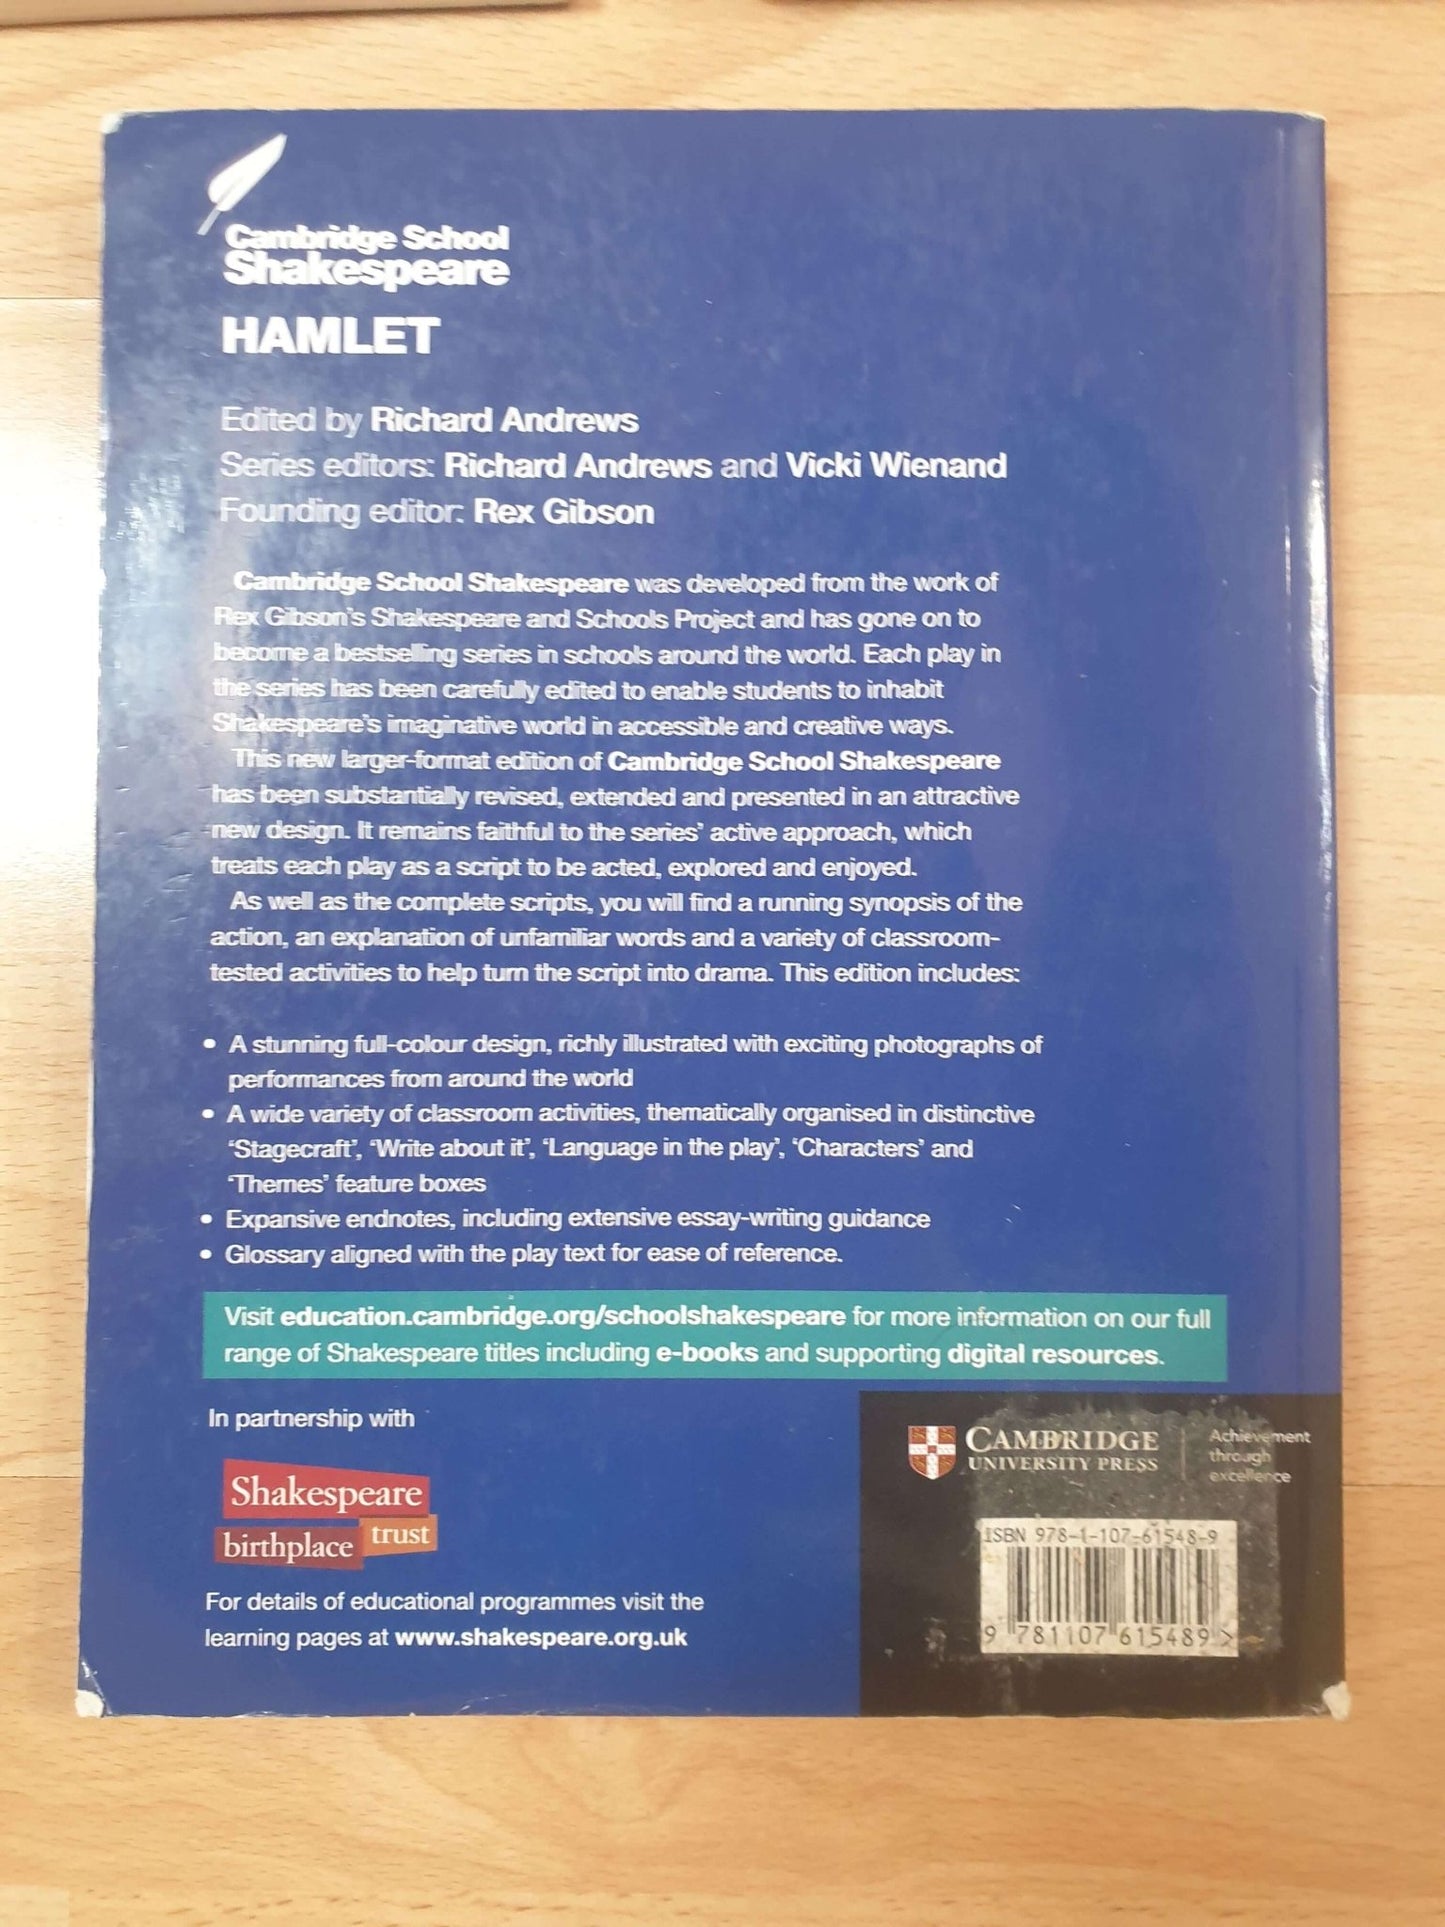 Cambridge School
Shakespeare
HAMLET
Edited by Richard Andrews
Series editors: Richard Andrews and Vicki Wienand
Founding editor: Rex Gibson
Cambridge School Shakespeare was developed from the work of
Rex Gibson's Shakespeare and Schools Project and has gone on to
become a bestselling series in schools around the world. Each play in
the series has been carefully edited to enable students to inhabit
Shakespeare's imaginative world in accessible and creative ways.
This new larger-format edition of Cambridge School Shakespeare
has been substantially revised, extended and presented in an attractive
new design. It remains faithful to the series' active approach, which
treats each play as a script to be acted, explored and enjoyed.
As well as the complete scripts, you will find a running synopsis of the
action, an explanation of unfamiliar words and a variety of classroom-
tested activities to help turn the script into drama. This edition includes:
• A stunning full-colour design, richly illustrated with exciting photographs of
performances from around the world
• A wide variety of classroom activities, thematically organised in distinctive
'Stagecraft', 'Write about it', 'Language in the play', 'Characters' and
'Themes' feature boxes
• Expansive endnotes, including extensive essay-writing guidance
• Glossary aligned with the play text for ease of reference.
Visit education.cambridge.org/schoolshakespeare for more information on our full
range of Shakespeare titles including e-books and supporting digital resources.
In partnership with
Shakespeare
birthplace trust
For details of educational programmes visit the
learning pages at www.shakespeare.org.uk
CAMBRIDGE
UNIVERSITY PRESS
Achievement
through
excellence
ISBN 978-1-107-61548-9
9 781107 615489 >